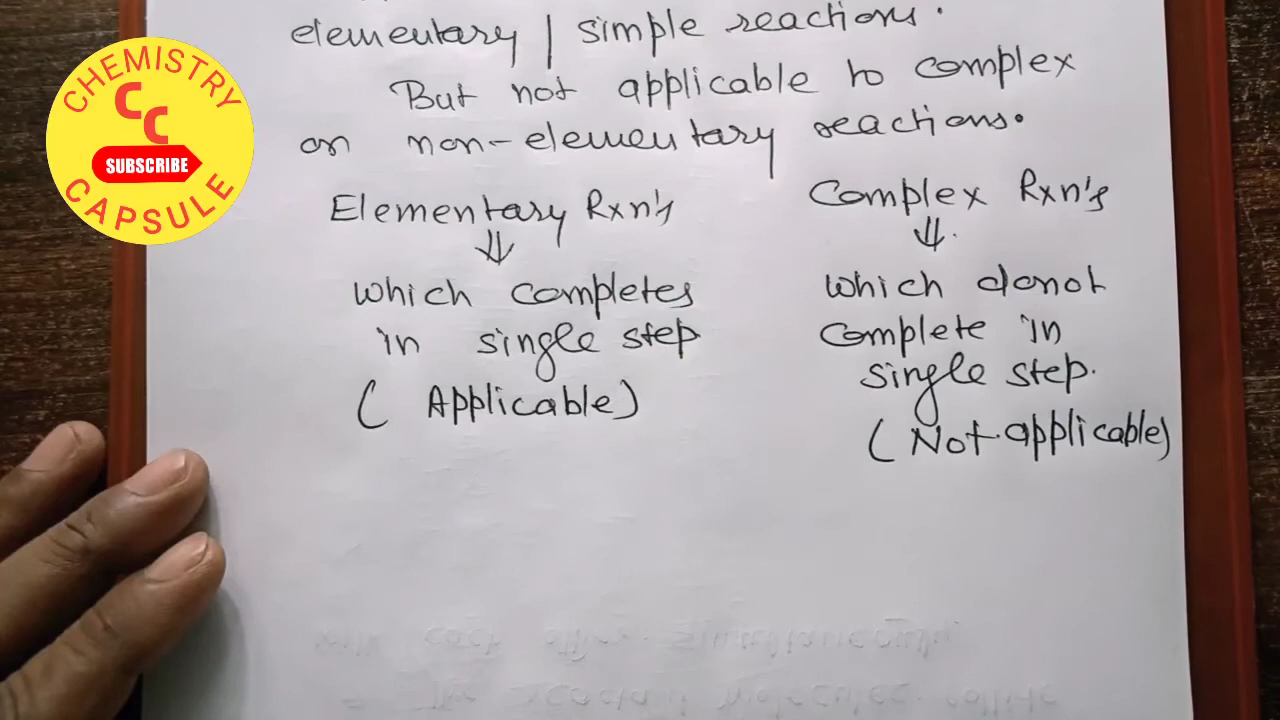 CHEMISTRY
CC
SUBSCRIBE
CAPSULE
elementary / simple reactions.
But not applicable to complex
or non-elementary reactions.
Elementary Rxn's
⇓
which completes
in single step
( Applicable)
Complex Rxn's
⇓
which donot
complete in
single step.
( Not applicable)